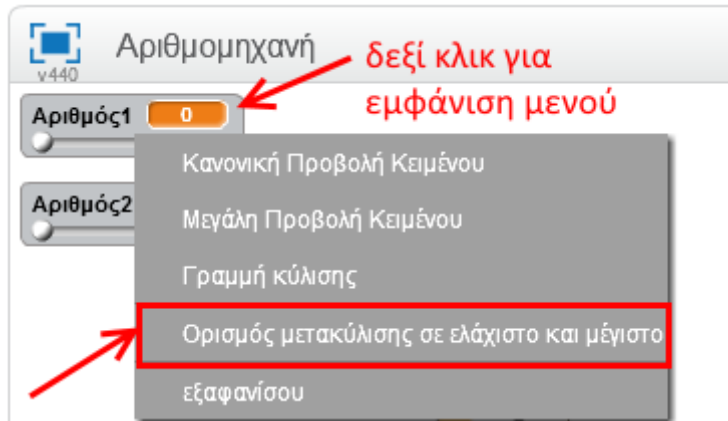 Αριθμομηχανή
v440
δεξί κλικ για
εμφάνιση μενού
Αριθμός1 0
Αριθμός2
Κανονική Προβολή Κειμένου
Μεγάλη Προβολή Κειμένου
Γραμμή κύλισης
Ορισμός μετακύλισης σε ελάχιστο και μέγιστο
εξαφανίσου